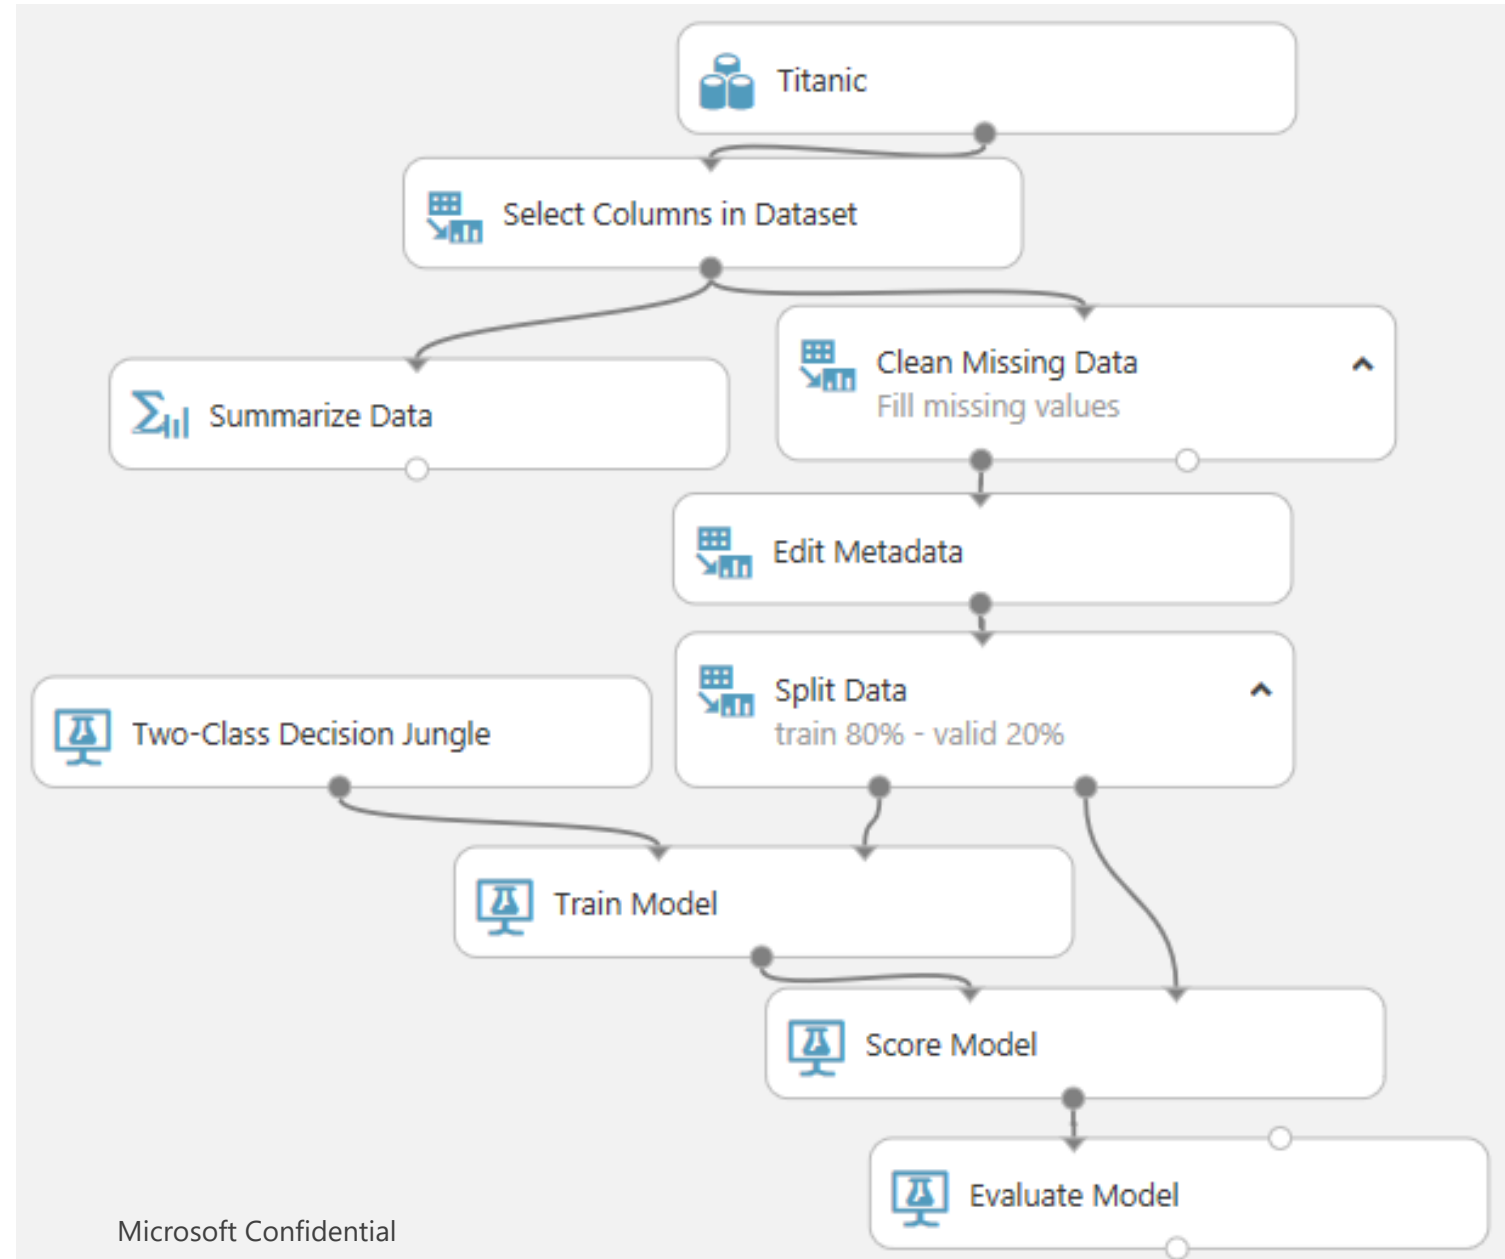 Titanic
Select Columns in Dataset
Clean Missing Data
Fill missing values
Summarize Data
Edit Metadata
Split Data
train 80% - valid 20%
Two-Class Decision Jungle
Train Model
Score Model
Evaluate Model
Microsoft Confidential